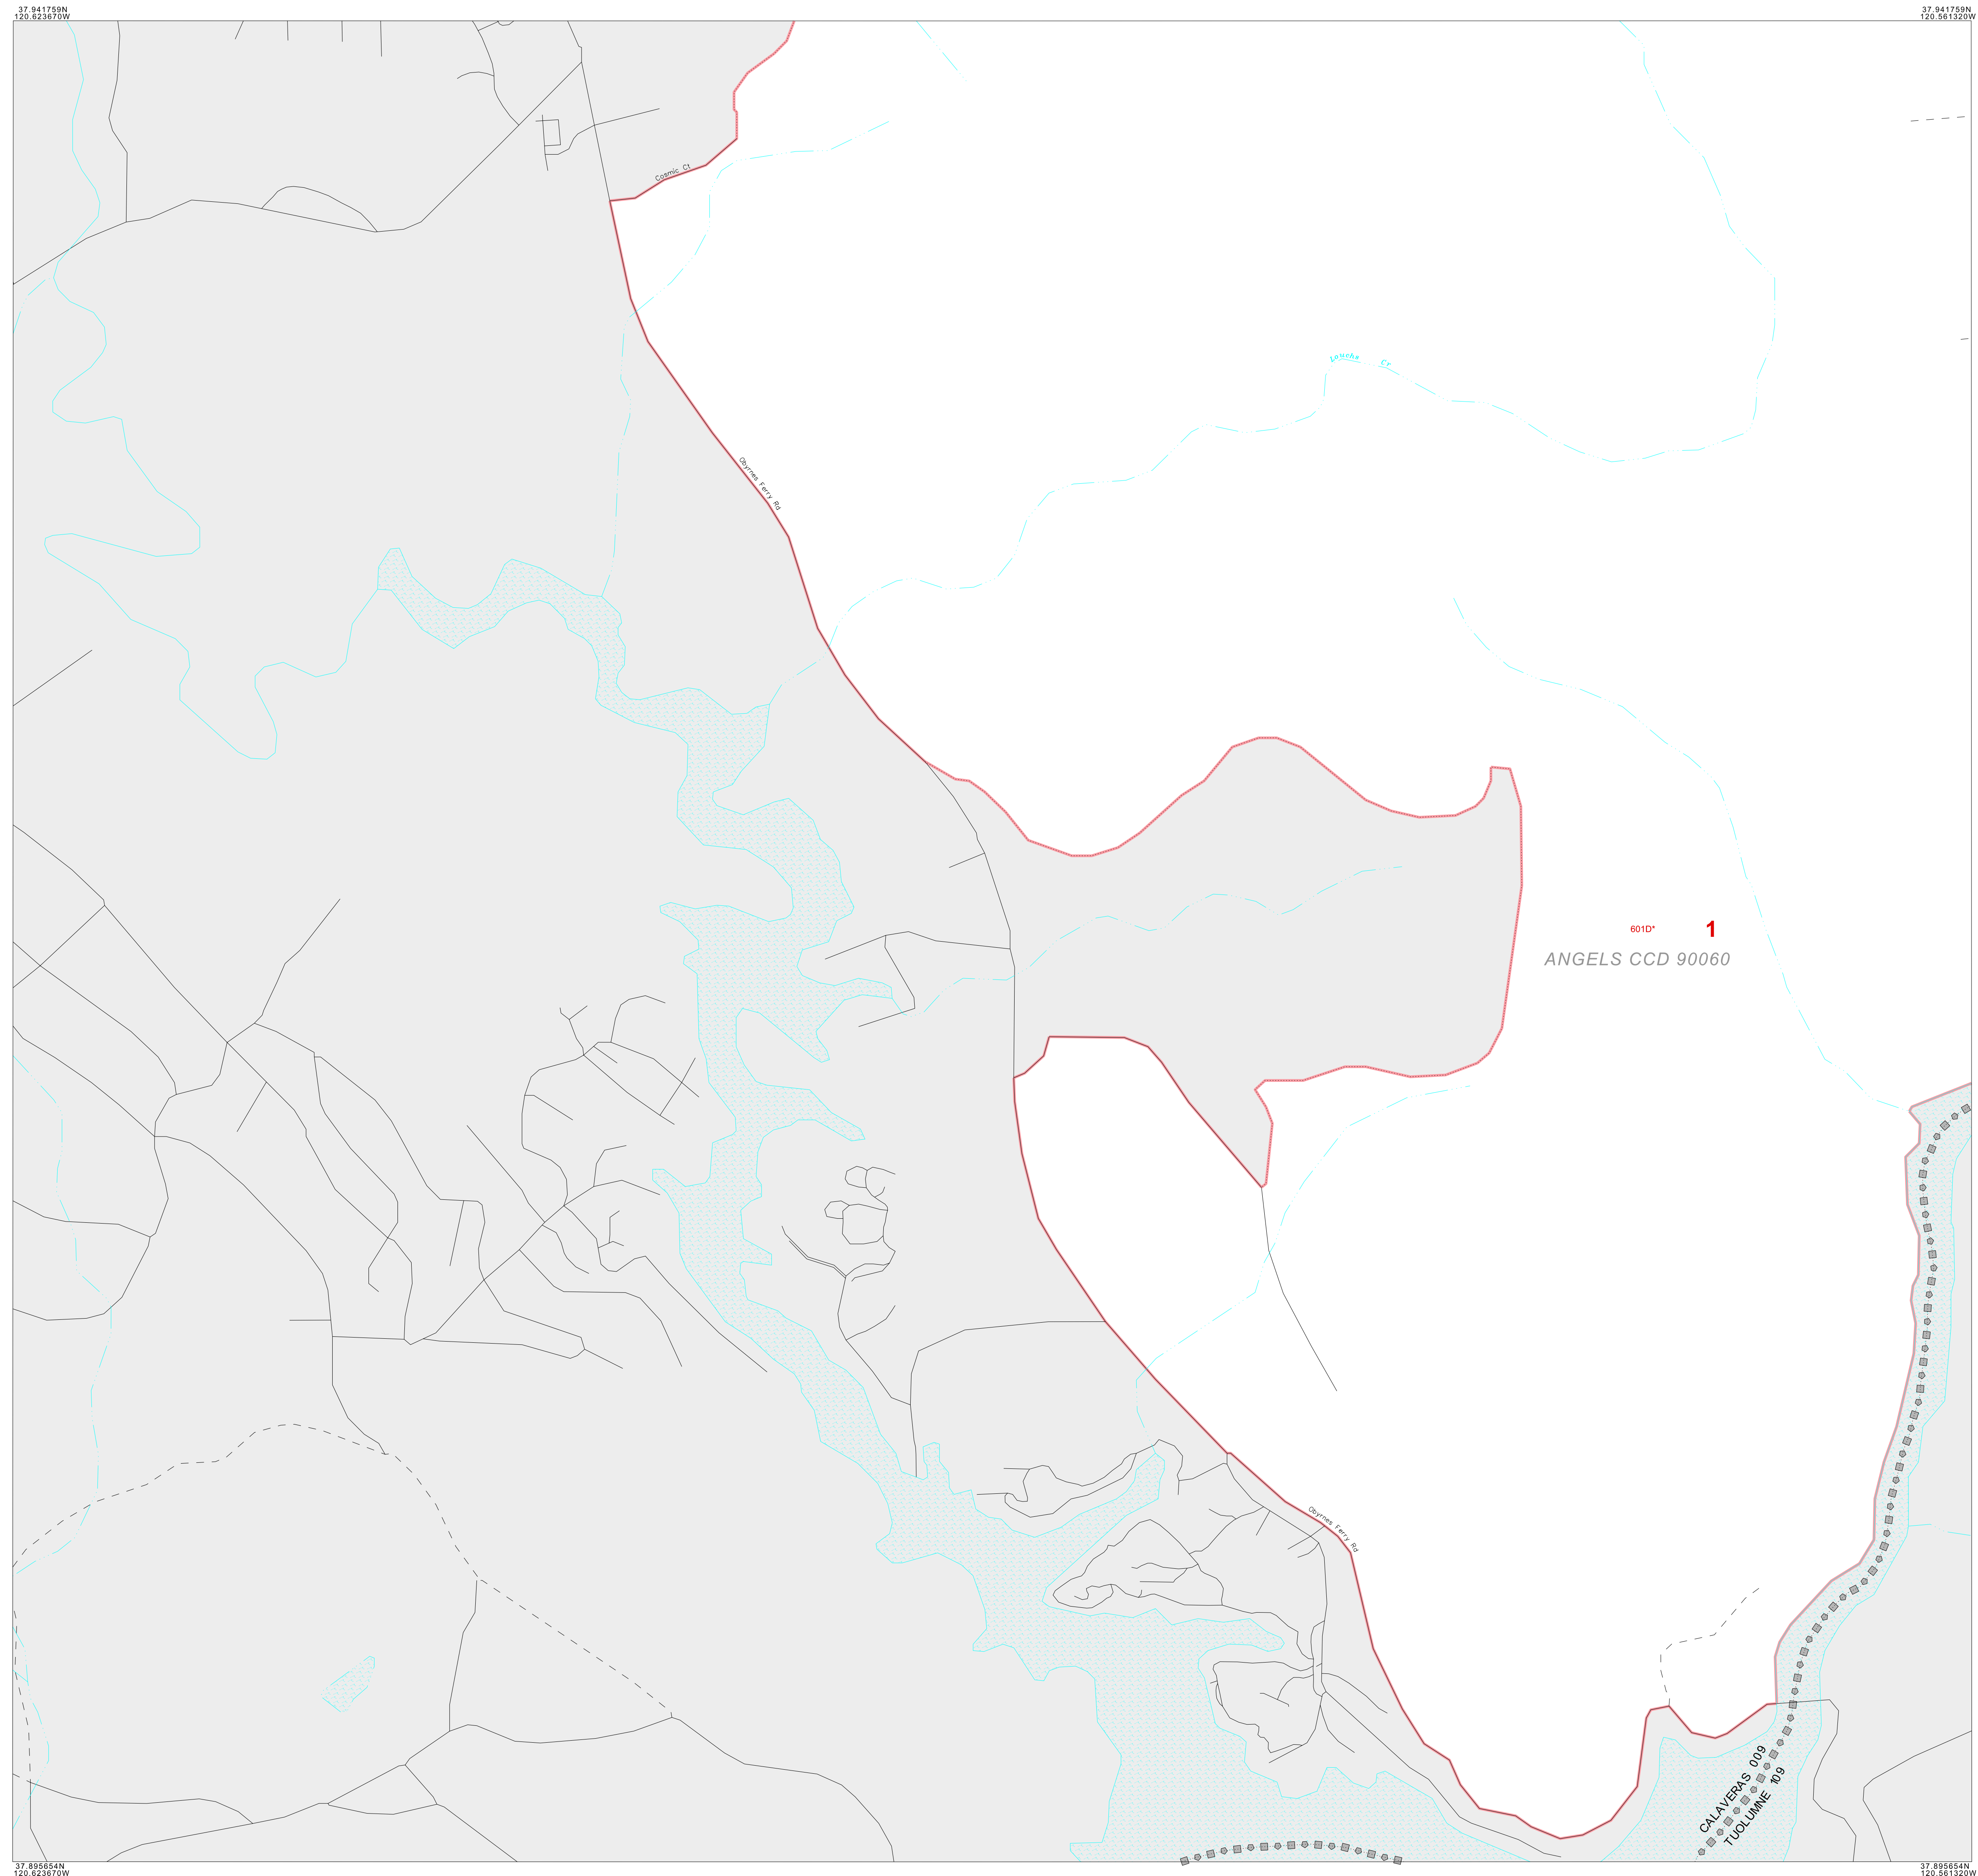 37.941759N
120.623670W
37.941759N
120.561320W
Cosmic Ct
Obyrnes Ferry Rd
Cr
601D*
1
ANGELS CCD 90060
Obyrnes Ferry Rd
CALAVERAS 009
TUOLUMNE 109
37.895654N
120.623670W
37.895654N
120.561320W